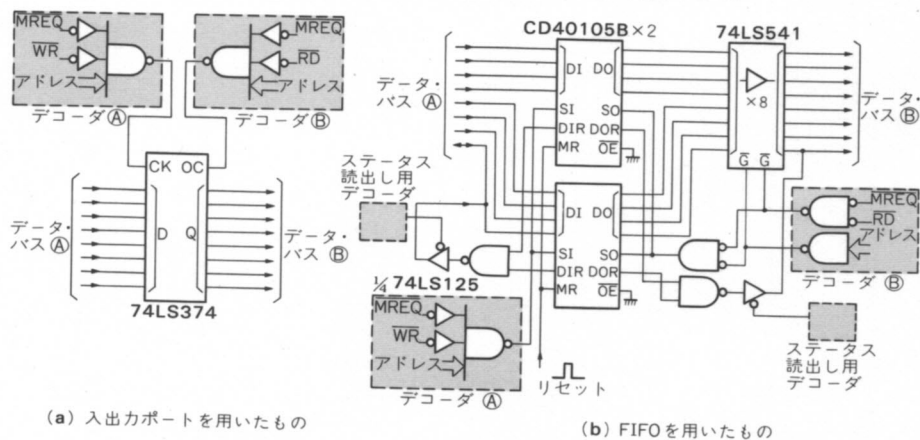 MREQ
WR
アドレス
デコーダⒶ
MREQ
RD
アドレス
デコーダⒷ
CK OC
D Q
データ・
バスⒶ
データ・
バスⒷ
74LS374
(a) 入出力ポートを用いたもの
CD40105B×2
74LS541
データ・
バスⒶ
DI DO
SI SO
DIR DOR
MR OE
×8
G G
データ・
バスⒷ
ステータス
読出し用
デコーダ
DI DO
SI SO
DIR DOR
MR OE
MREQ
RD
アドレス
デコーダⒷ
1/4 74LS125
MREQ
WR
アドレス
デコーダⒶ
リセット
ステータス
読出し用
デコーダ
(b) FIFOを用いたもの